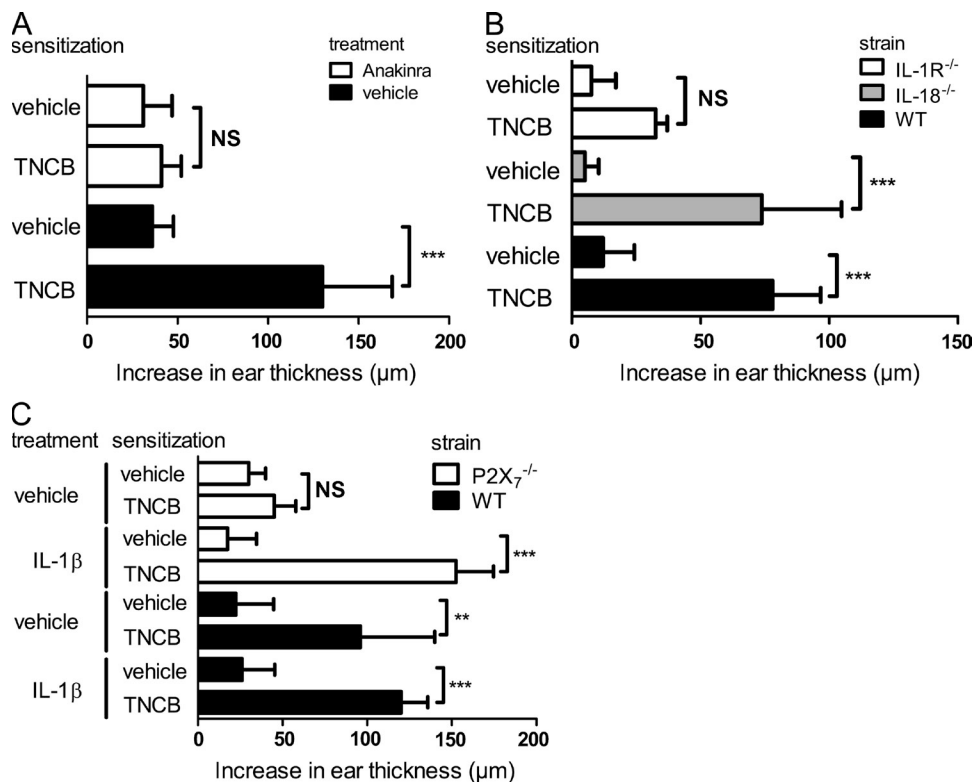 A
sensitization
treatment
Anakinra
vehicle
vehicle
TNCB
vehicle
TNCB
NS
***
0 50 100 150 200
Increase in ear thickness (µm)
B
sensitization
strain
IL-1R-/-
IL-18-/-
WT
vehicle
TNCB
vehicle
TNCB
vehicle
TNCB
NS
***
***
0 50 100 150
Increase in ear thickness (µm)
C
treatment sensitization
strain
P2X7-/-
WT
vehicle
IL-1β
vehicle
IL-1β
vehicle
TNCB
vehicle
TNCB
vehicle
TNCB
vehicle
TNCB
NS
***
**
***
0 50 100 150 200
Increase in ear thickness (µm)